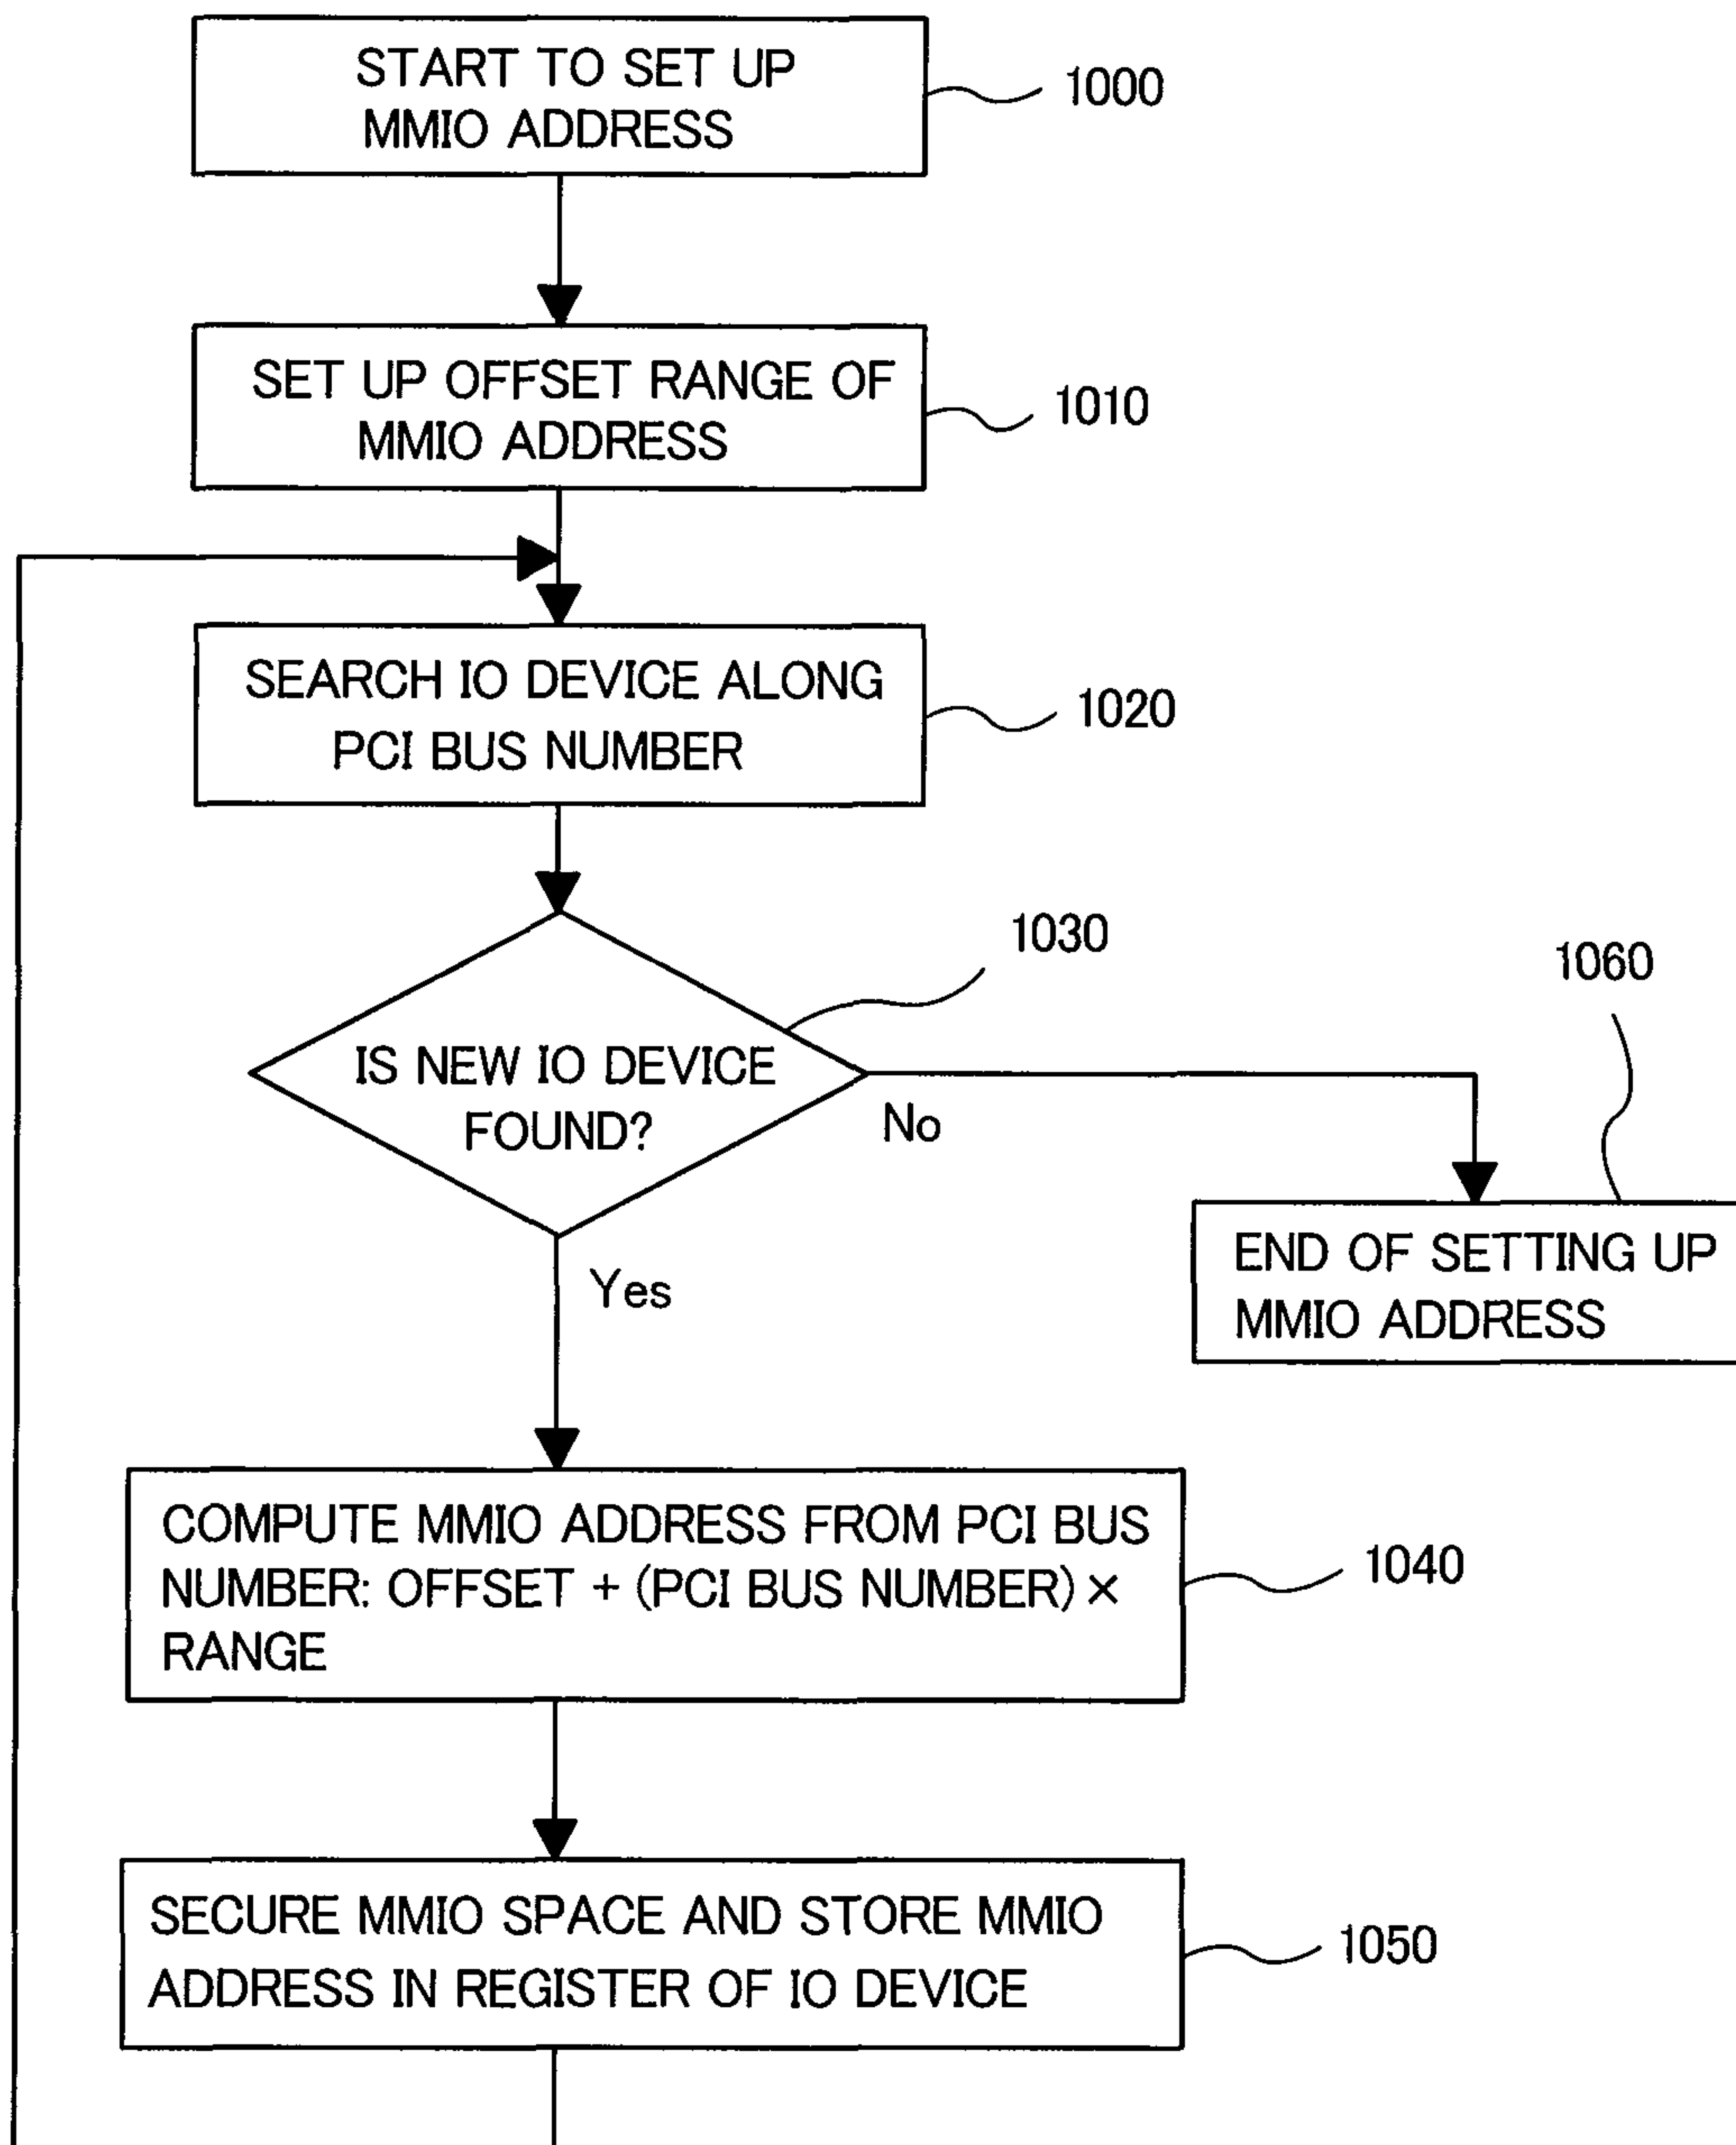 START TO SET UP
MMIO ADDRESS
1000
SET UP OFFSET RANGE OF
MMIO ADDRESS
1010
SEARCH IO DEVICE ALONG
PCI BUS NUMBER
1020
1030
IS NEW IO DEVICE
FOUND?
No
1060
END OF SETTING UP
MMIO ADDRESS
Yes
COMPUTE MMIO ADDRESS FROM PCI BUS
NUMBER: OFFSET + (PCI BUS NUMBER) ×
RANGE
1040
SECURE MMIO SPACE AND STORE MMIO
ADDRESS IN REGISTER OF IO DEVICE
1050